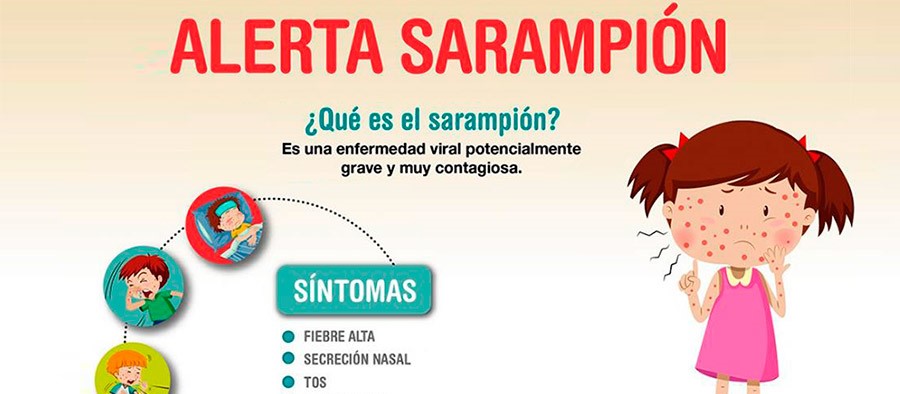 ALERTA SARAMPIÓN
¿Qué es el sarampión?
Es una enfermedad viral potencialmente
grave y muy contagiosa.
SÍNTOMAS
FIEBRE ALTA
SECRECIÓN NASAL
TOS